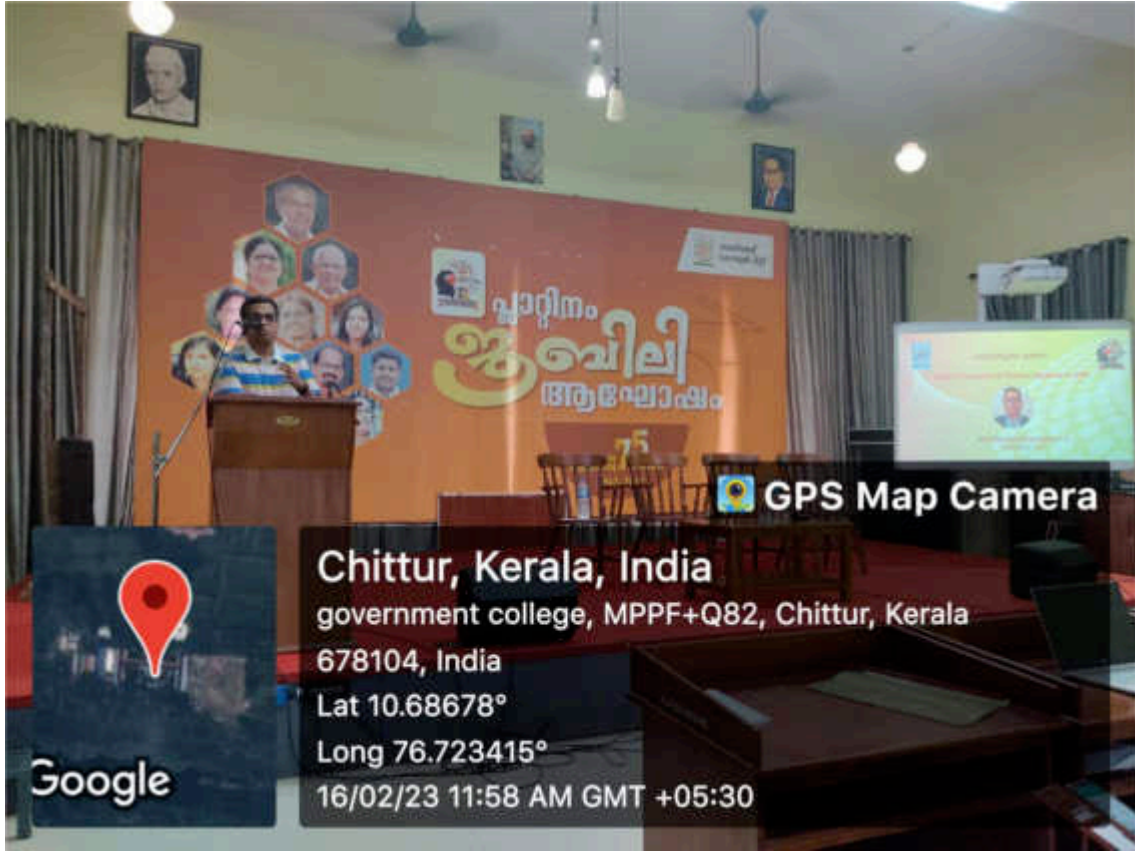 പ്ലാറ്റിനം
ജൂബിലി
ആഘോഷം
75
GPS Map Camera
Chittur, Kerala, India
government college, MPPF+Q82, Chittur, Kerala
678104, India
Lat 10.68678°
Long 76.723415°
16/02/23 11:58 AM GMT +05:30
Google